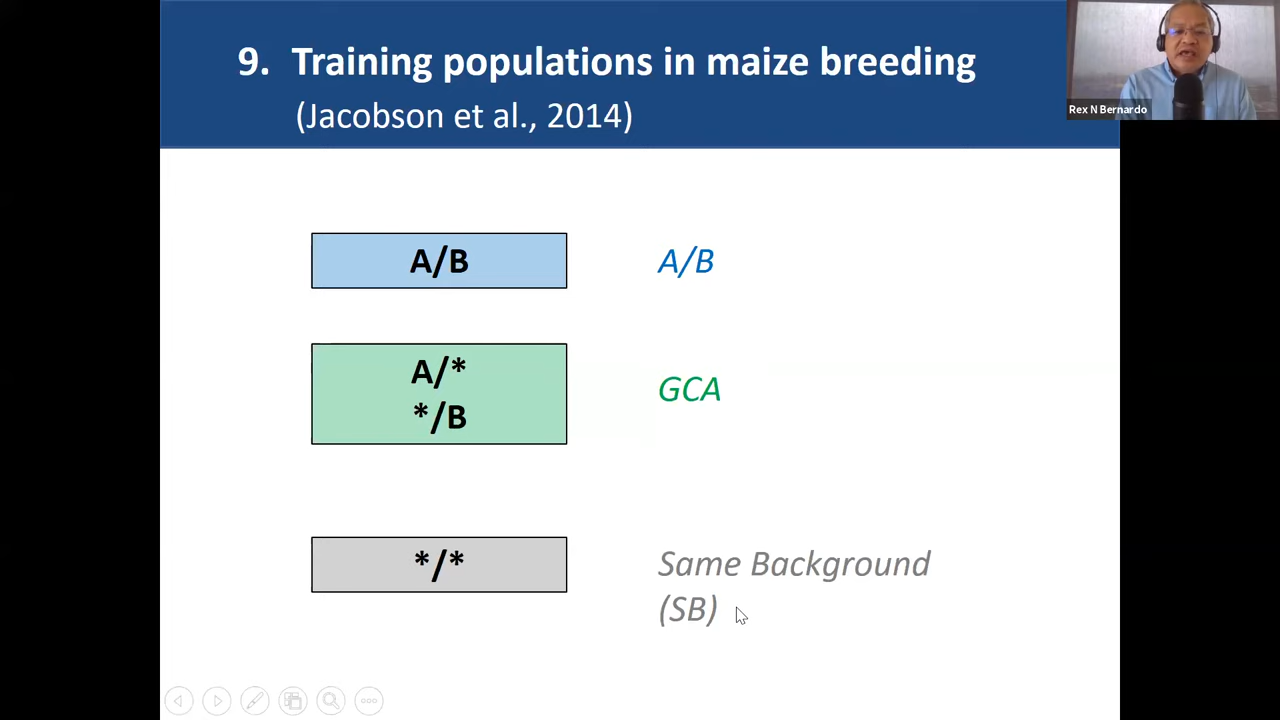 9. Training populations in maize breeding
(Jacobson et al., 2014)
Rex N Bernardo
A/B
A/B
A/*
*/B
GCA
*/*
Same Background
(SB)